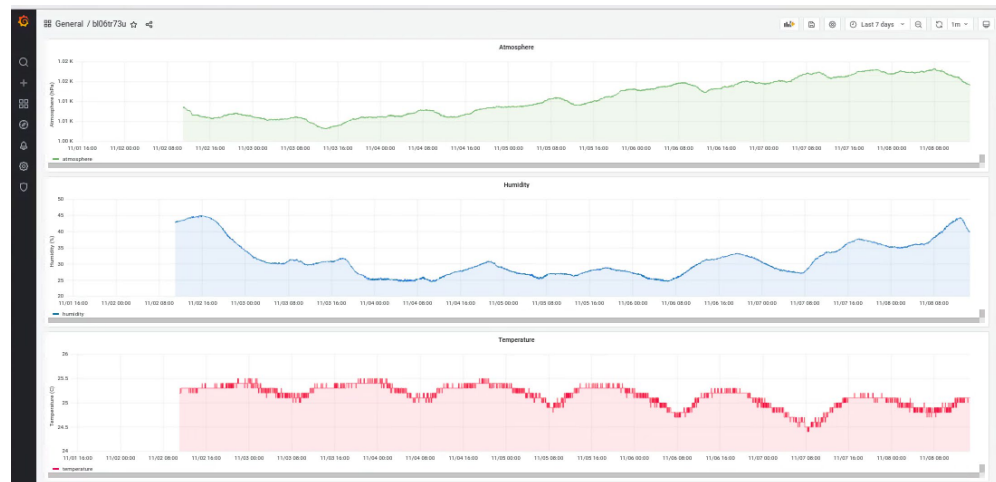 General / bl06tr73u
Last 7 days
1m
Atmosphere
Atmosphere (hPa)
1.02 K
1.02 K
1.01 K
1.01 K
1.00 K
11/01 16:00 11/02 00:00 11/02 08:00 11/02 16:00 11/03 00:00 11/03 08:00 11/03 16:00 11/04 00:00 11/04 08:00 11/04 16:00 11/05 00:00 11/05 08:00 11/05 16:00 11/06 00:00 11/06 08:00 11/06 16:00 11/07 00:00 11/07 08:00 11/07 16:00 11/08 00:00 11/08 08:00
atmosphere
Humidity
Humidity (%)
50
45
40
35
30
25
20
11/01 16:00 11/02 00:00 11/02 08:00 11/02 16:00 11/03 00:00 11/03 08:00 11/03 16:00 11/04 00:00 11/04 08:00 11/04 16:00 11/05 00:00 11/05 08:00 11/05 16:00 11/06 00:00 11/06 08:00 11/06 16:00 11/07 00:00 11/07 08:00 11/07 16:00 11/08 00:00 11/08 08:00
humidity
Temperature
Temperature (C)
26
25.5
25
24.5
24
11/01 16:00 11/02 00:00 11/02 08:00 11/02 16:00 11/03 00:00 11/03 08:00 11/03 16:00 11/04 00:00 11/04 08:00 11/04 16:00 11/05 00:00 11/05 08:00 11/05 16:00 11/06 00:00 11/06 08:00 11/06 16:00 11/07 00:00 11/07 08:00 11/07 16:00 11/08 00:00 11/08 08:00
temperature